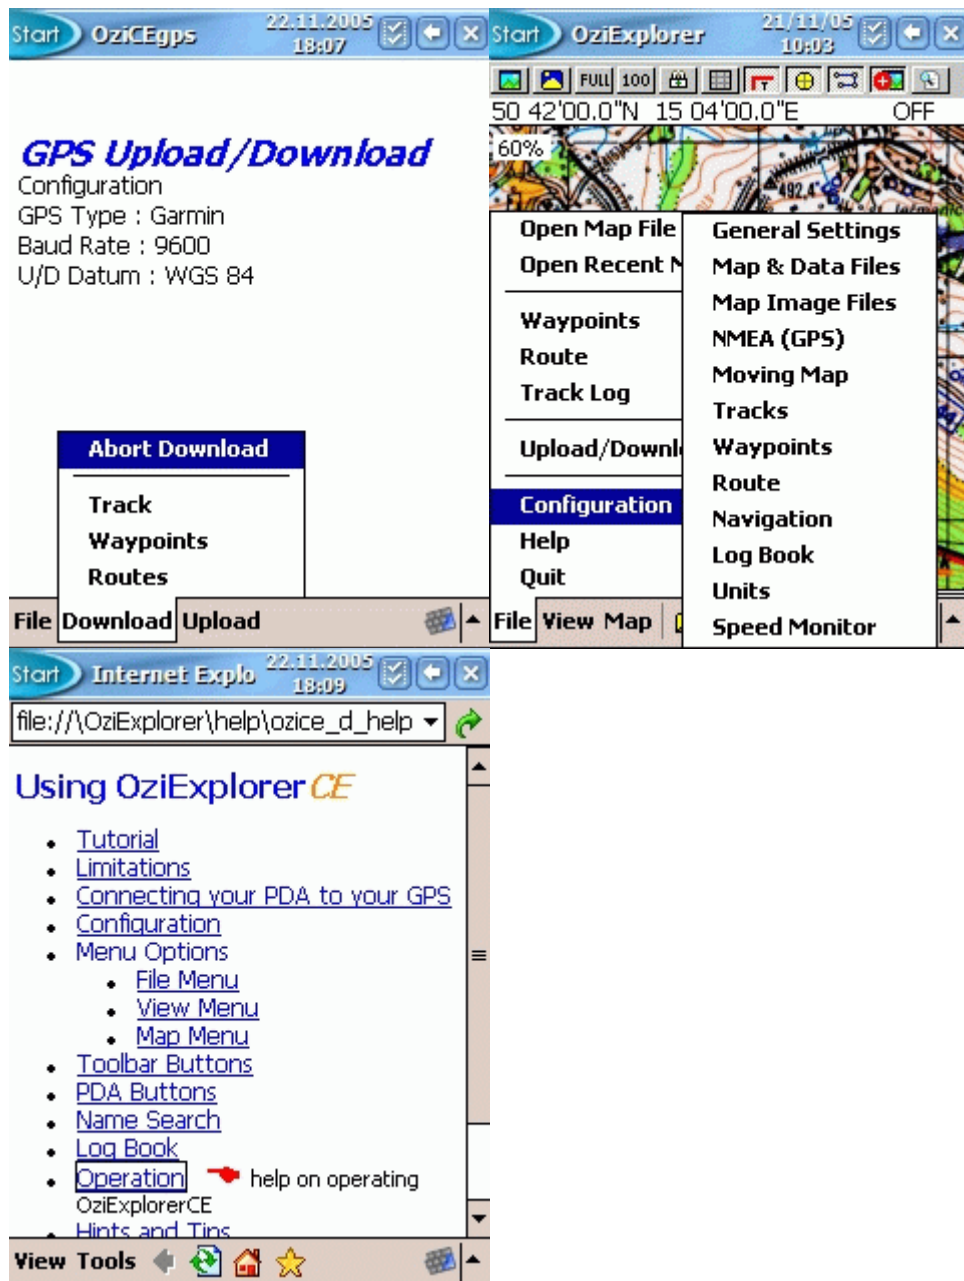 Start OziCEgps 22.11.2005 18:07
GPS Upload/Download
Configuration
GPS Type : Garmin
Baud Rate : 9600
U/D Datum : WGS 84
Abort Download
Track
Waypoints
Routes
File Download Upload
Start OziExplorer 21/11/05 10:03
FULL 100
50 42'00.0"N 15 04'00.0"E OFF
60%
492.4
Open Map File
Open Recent
Waypoints
Route
Track Log
Upload/Downl
Configuration
Help
Quit
General Settings
Map & Data Files
Map Image Files
NMEA (GPS)
Moving Map
Tracks
Waypoints
Route
Navigation
Log Book
Units
Speed Monitor
File View Map
Start Internet Explo 22.11.2005 18:09
file://\OziExplorer\help\ozice_d_help
Using OziExplorerCE
Tutorial
Limitations
Connecting your PDA to your GPS
Configuration
Menu Options
File Menu
View Menu
Map Menu
Toolbar Buttons
PDA Buttons
Name Search
Log Book
Operation help on operating
OziExplorerCE
Hints and Tips
View Tools